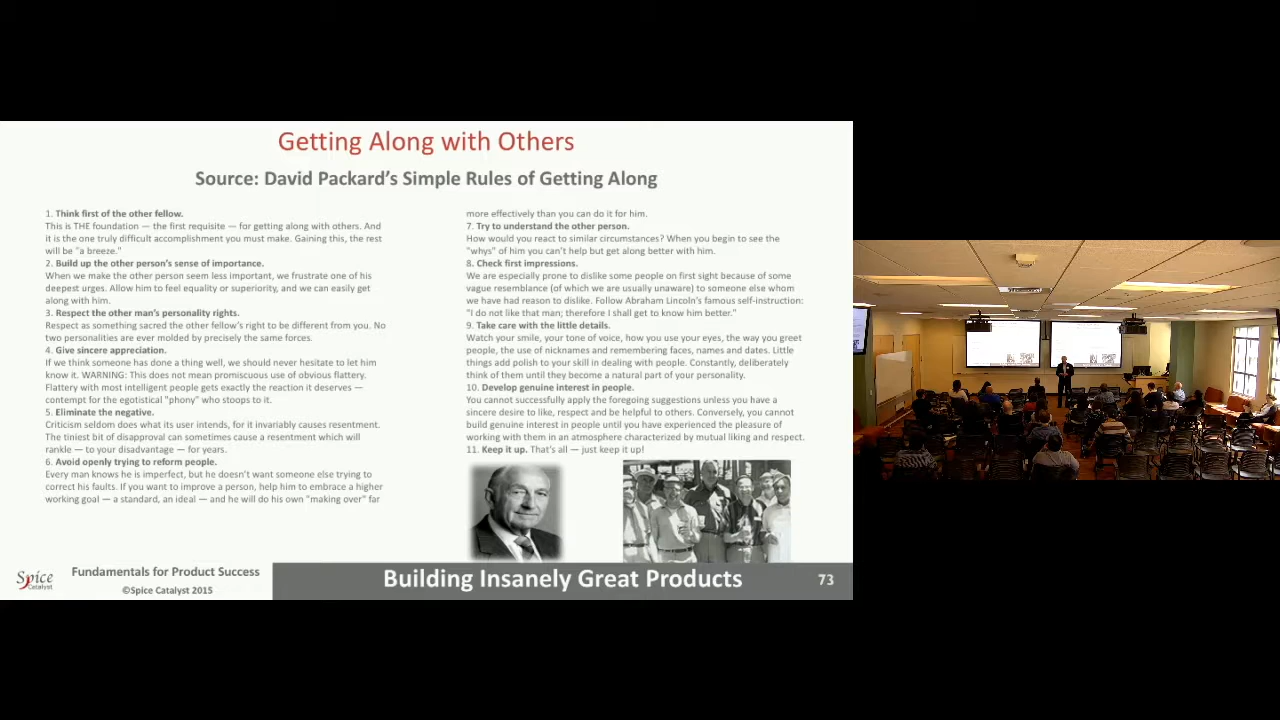 Getting Along with Others
Source: David Packard's Simple Rules of Getting Along
1. Think first of the other fellow.
This is THE foundation — the first requisite — for getting along with others. And
it is the one truly difficult accomplishment you must make. Gaining this, the rest
will be "a breeze."
2. Build up the other person's sense of importance.
When we make the other person seem less important, we frustrate one of his
deepest urges. Allow him to feel equality or superiority, and we can easily get
along with him.
3. Respect the other man's personality rights.
Respect as something sacred the other fellow's right to be different from you. No
two personalities are ever molded by precisely the same forces.
4. Give sincere appreciation.
If we think someone has done a thing well, we should never hesitate to let him
know it. WARNING: This does not mean promiscuous use of obvious flattery.
Flattery with most intelligent people gets exactly the reaction it deserves —
contempt for the egotistical "phony" who stoops to it.
5. Eliminate the negative.
Criticism seldom does what its user intends, for it invariably causes resentment.
The tiniest bit of disapproval can sometimes cause a resentment which will
rankle — to your disadvantage — for years.
6. Avoid openly trying to reform people.
Every man knows he is imperfect, but he doesn't want someone else trying to
correct his faults. If you want to improve a person, help him to embrace a higher
working goal — a standard, an ideal — and he will do his own "making over" far
more effectively than you can do it for him.
7. Try to understand the other person.
How would you react to similar circumstances? When you begin to see the
"whys" of him you can't help but get along better with him.
8. Check first impressions.
We are especially prone to dislike some people on first sight because of some
vague resemblance (of which we are usually unaware) to someone else whom
we have had reason to dislike. Follow Abraham Lincoln's famous self-instruction:
"I do not like that man; therefore I shall get to know him better."
9. Take care with the little details.
Watch your smile, your tone of voice, how you use your eyes, the way you greet
people, the use of nicknames and remembering faces, names and dates. Little
things add polish to your skill in dealing with people. Constantly, deliberately
think of them until they become a natural part of your personality.
10. Develop genuine interest in people.
You cannot successfully apply the foregoing suggestions unless you have a
sincere desire to like, respect and be helpful to others. Conversely, you cannot
build genuine interest in people until you have experienced the pleasure of
working with them in an atmosphere characterized by mutual liking and respect.
11. Keep it up. That's all — just keep it up!
Spice
Catalyst
Fundamentals for Product Success
©Spice Catalyst 2015
Building Insanely Great Products
73